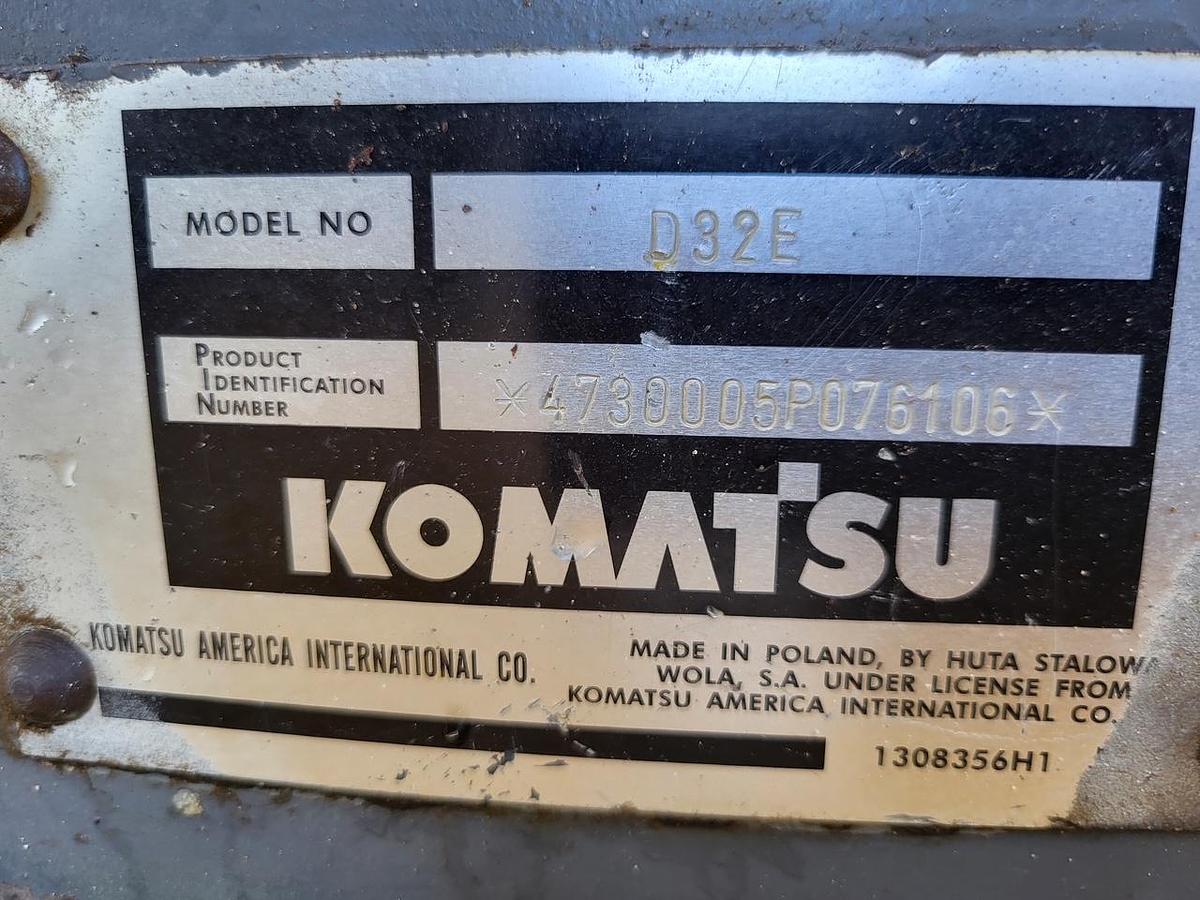 MODEL NO
D32E
PRODUCT
IDENTIFICATION
NUMBER
*4730005P076106*
KOMATSU
KOMATSU AMERICA INTERNATIONAL CO.
MADE IN POLAND, BY HUTA STALOWA
WOLA, S.A. UNDER LICENSE FROM
KOMATSU AMERICA INTERNATIONAL CO.
1308356H1